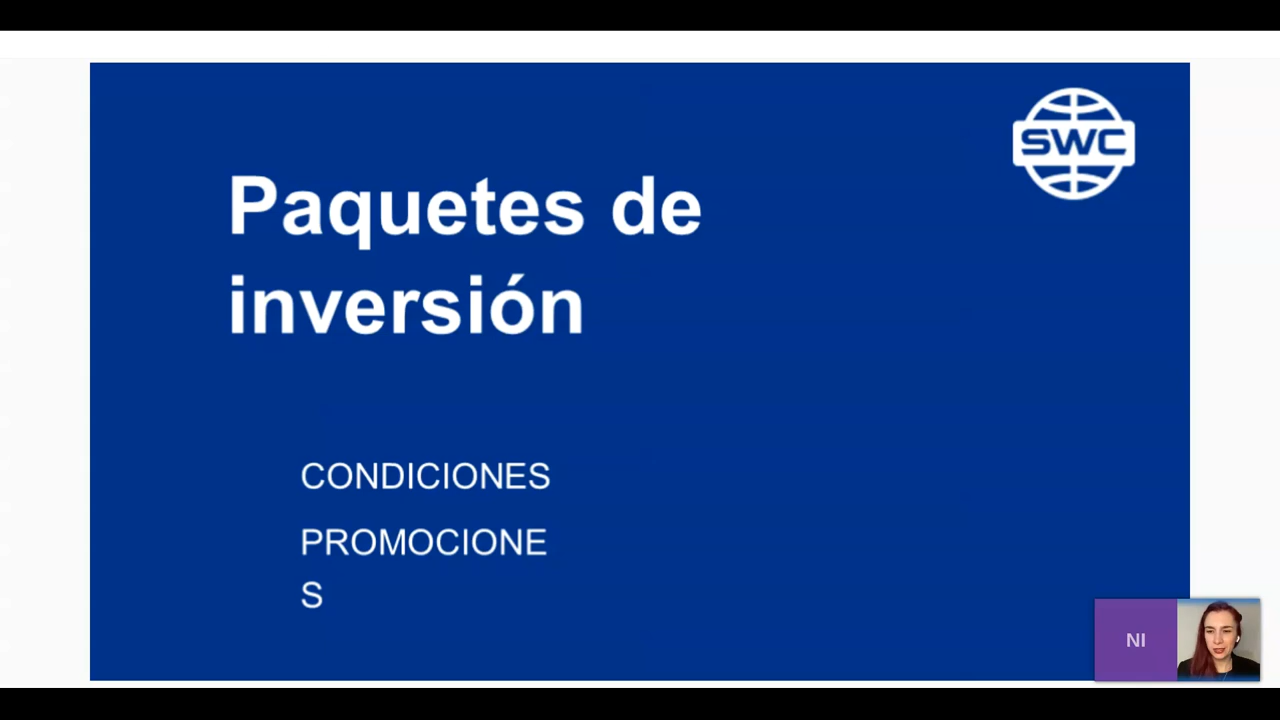 SWC
Paquetes de
inversión
CONDICIONES
PROMOCIONE
S
NI